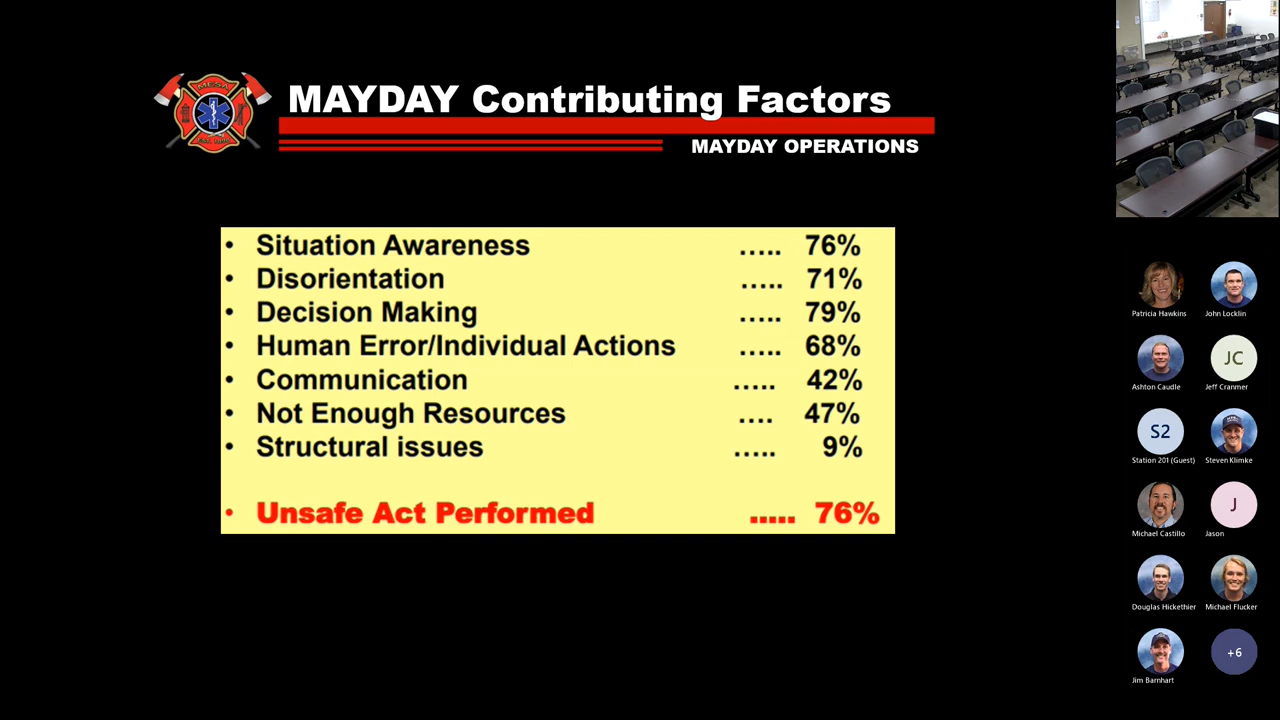 MAYDAY Contributing Factors
MAYDAY OPERATIONS
• Situation Awareness ..... 76%
• Disorientation ..... 71%
• Decision Making ..... 79%
• Human Error/Individual Actions ..... 68%
• Communication ..... 42%
• Not Enough Resources .... 47%
• Structural issues ..... 9%
• Unsafe Act Performed ..... 76%
MESA
Patricia Hawkins
John Locklin
JC
Ashton Caudle
Jeff Cranmer
S2
Station 201 (Guest)
Steven Klimke
J
Michael Castillo
Jason
Douglas Hickethier
Michael Flucker
+6
Jim Barnhart